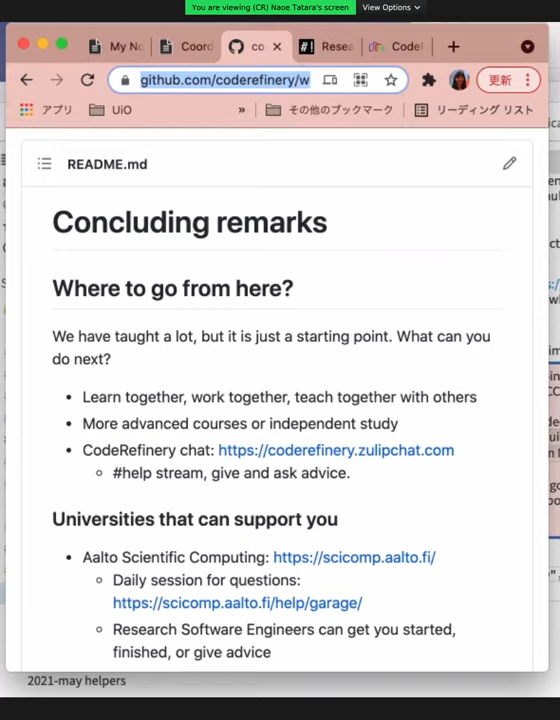 You are viewing (CR) Naoe Tatara's screen
View Options
My No
Coord
co
Resea
Code
github.com/coderefinery/w
更新
アプリ
UiO
»
その他のブックマーク
リーディング リスト
README.md
Concluding remarks
Where to go from here?
We have taught a lot, but it is just a starting point. What can you
do next?
Learn together, work together, teach together with others
More advanced courses or independent study
CodeRefinery chat: https://coderefinery.zulipchat.com
#help stream, give and ask advice.
Universities that can support you
Aalto Scientific Computing: https://scicomp.aalto.fi/
Daily session for questions:
https://scicomp.aalto.fi/help/garage/
Research Software Engineers can get you started,
finished, or give advice
2021-may helpers